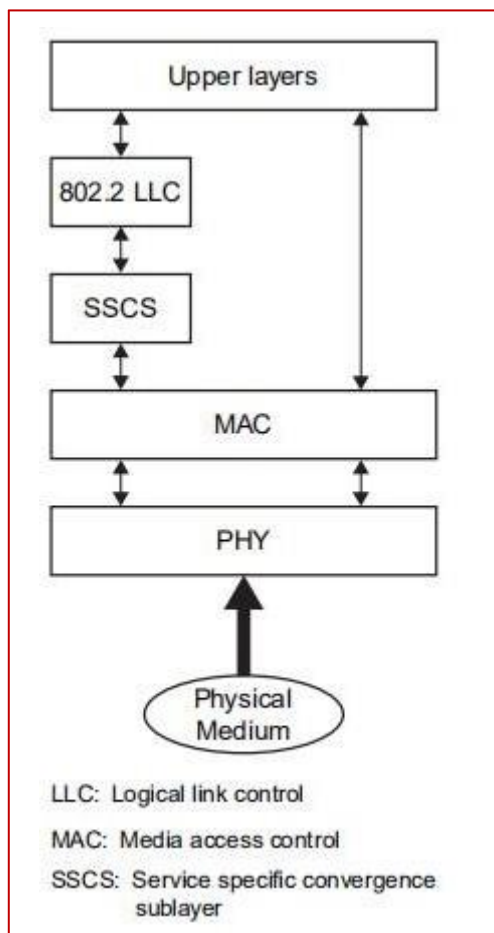 Upper layers
802.2 LLC
SSCS
MAC
PHY
Physical
Medium
LLC: Logical link control
MAC: Media access control
SSCS: Service specific convergence
sublayer